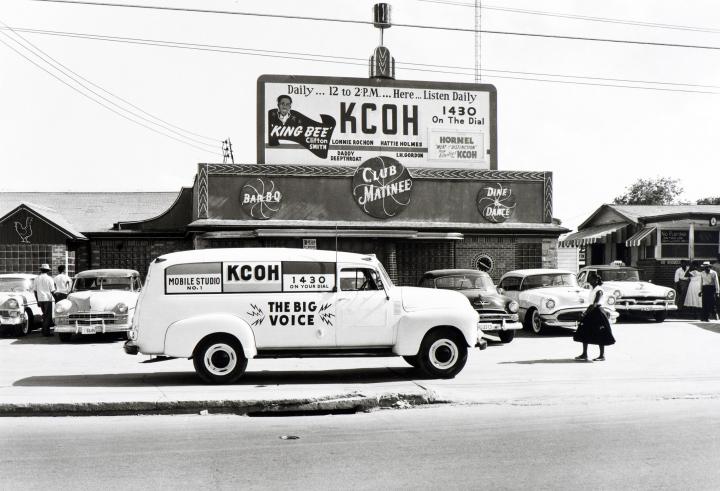 Daily... 12 to 2 P.M.... Here... Listen Daily
KCOH
1430
On The Dial
"KING BEE"
Clifton
SMITH
LONNIE ROCHON HATTIE HOLMES
DADDY
DEEPTHROAT
I.H. GORDON
HORNEL
KCOH
BAR-B-Q
CLUB
MATINEE
DINE
DANCE
MOBILE STUDIO
NO. 1
KCOH
1430
ON YOUR DIAL
THE BIG
VOICE